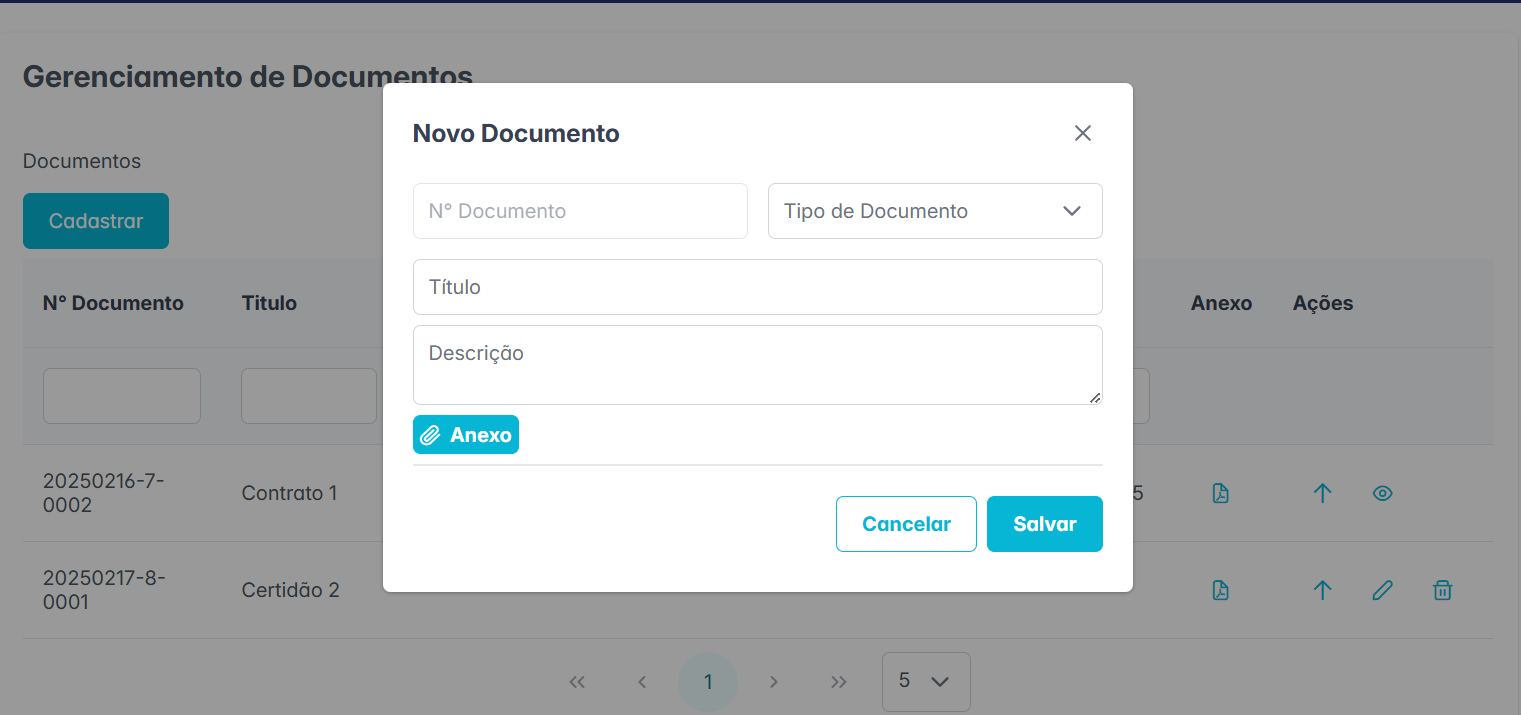 Gerenciamento de Documentos
Novo Documento
Documentos
N° Documento
Tipo de Documento
Cadastrar
Título
N° Documento
Titulo
Anexo
Ações
Descrição
Anexo
20250216-7-
0002
Contrato 1
5
Cancelar
Salvar
20250217-8-
0001
Certidão 2
1
5